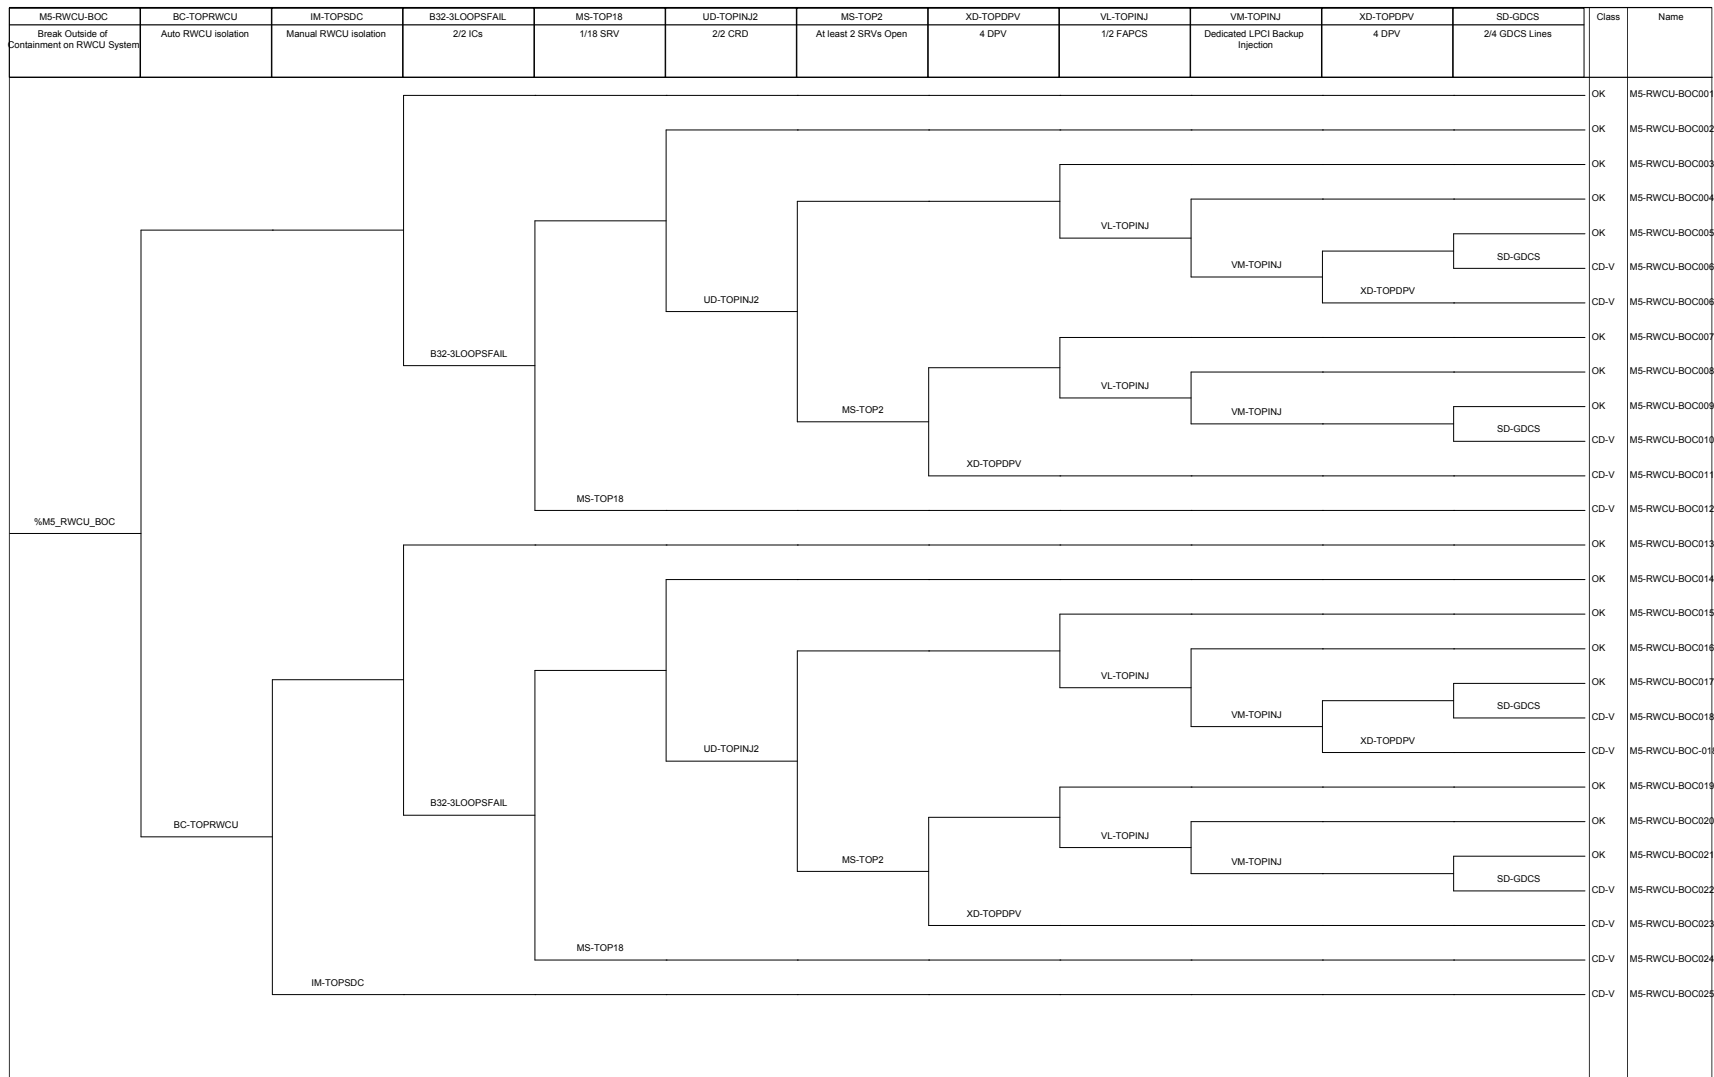 M5-RWCU-BOC BC-TOPRWCU IM-TOPSDC B32-3LOOPSFAIL MS-TOP18 UD-TOPINJ2 MS-TOP2 XD-TOPDPV VL-TOPINJ VM-TOPINJ XD-TOPDPV SD-GDCS Class Name
Break Outside of Auto RWCU isolation Manual RWCU isolation 2/2 ICs 1/18 SRV 2/2 CRD At least 2 SRVs Open 4 DPV 1/2 FAPCS Dedicated LPCI Backup 4 DPV 2/4 GDCS Lines
Containment on RWCU System Injection
OK M5-RWCU-BOC001
OK M5-RWCU-BOC002
OK M5-RWCU-BOC003
OK M5-RWCU-BOC004
VL-TOPINJ
OK M5-RWCU-BOC005
SD-GDCS
VM-TOPINJ CD-V M5-RWCU-BOC006
XD-TOPDPV
UD-TOPINJ2 CD-V M5-RWCU-BOC006
OK M5-RWCU-BOC007
B32-3LOOPSFAIL
OK M5-RWCU-BOC008
VL-TOPINJ
MS-TOP2 VM-TOPINJ OK M5-RWCU-BOC009
SD-GDCS
CD-V M5-RWCU-BOC010
XD-TOPDPV
CD-V M5-RWCU-BOC011
MS-TOP18
CD-V M5-RWCU-BOC012
%M5_RWCU_BOC
OK M5-RWCU-BOC013
OK M5-RWCU-BOC014
OK M5-RWCU-BOC015
OK M5-RWCU-BOC016
VL-TOPINJ
OK M5-RWCU-BOC017
SD-GDCS
VM-TOPINJ CD-V M5-RWCU-BOC018
XD-TOPDPV
UD-TOPINJ2 CD-V M5-RWCU-BOC-01
OK M5-RWCU-BOC019
B32-3LOOPSFAIL
BC-TOPRWCU OK M5-RWCU-BOC020
VL-TOPINJ
MS-TOP2 VM-TOPINJ OK M5-RWCU-BOC021
SD-GDCS
CD-V M5-RWCU-BOC022
XD-TOPDPV
CD-V M5-RWCU-BOC023
MS-TOP18
CD-V M5-RWCU-BOC024
IM-TOPSDC
CD-V M5-RWCU-BOC025